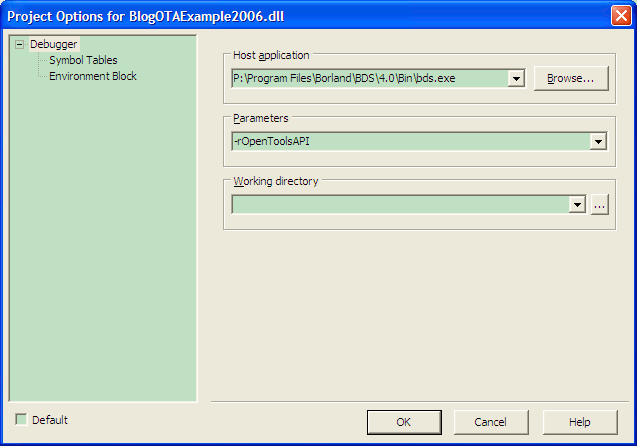 Project Options for BlogOTAExample2006.dll
Debugger
Symbol Tables
Environment Block
Host application
P:\Program Files\Borland\BDS\4.0\Bin\bds.exe
Browse...
Parameters
-rOpenToolsAPI
Working directory
...
Default
OK
Cancel
Help